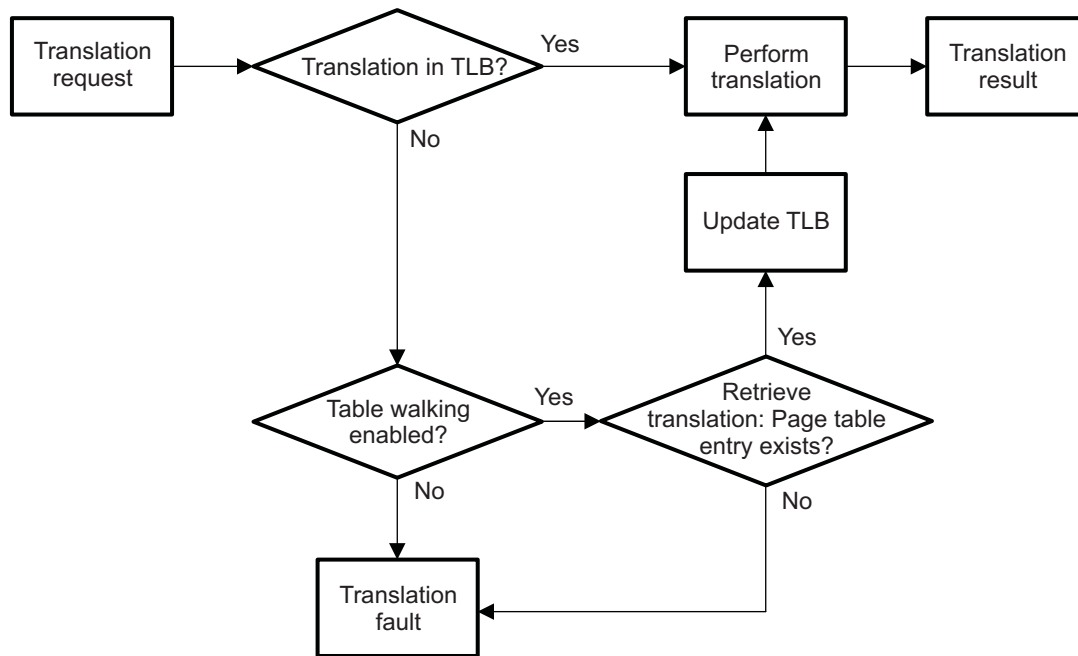 Translation
request
Translation in TLB?
Yes
Perform
translation
Translation
result
No
Update TLB
Yes
Table walking
enabled?
Yes
Retrieve
translation: Page table
entry exists?
No
No
Translation
fault